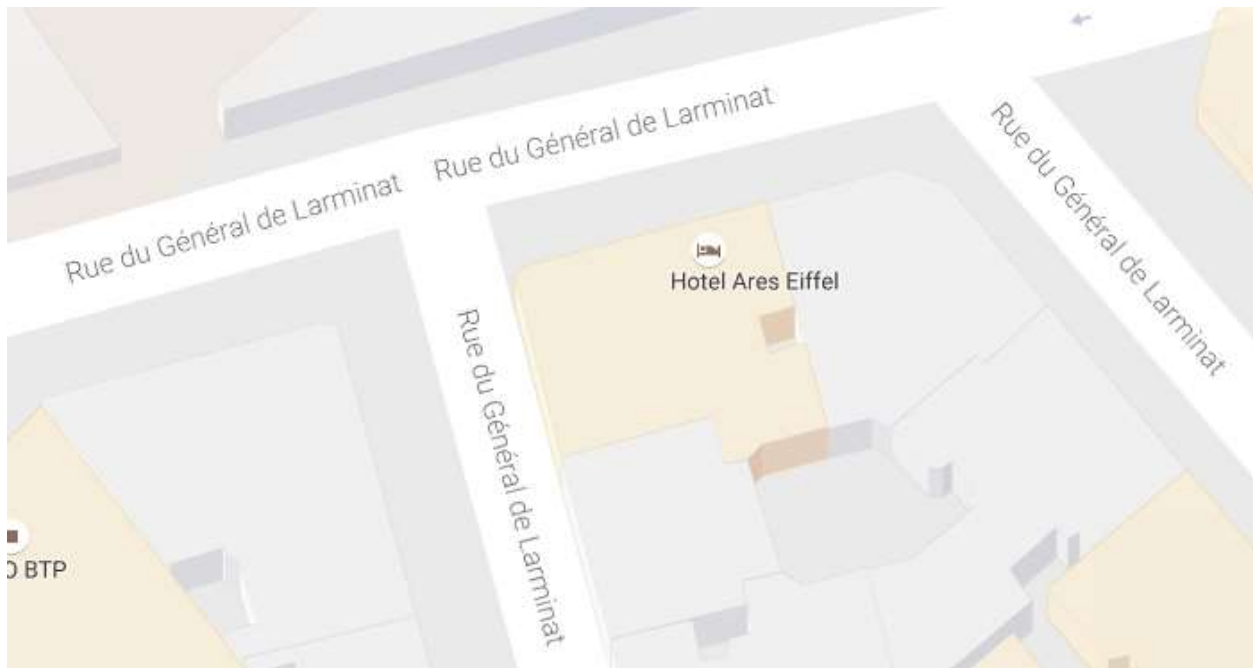 Rue du Général de Larminat
Rue du Général de Larminat
Rue du Général de Larminat
Hotel Ares Eiffel
Rue du Général de Larminat
O BTP